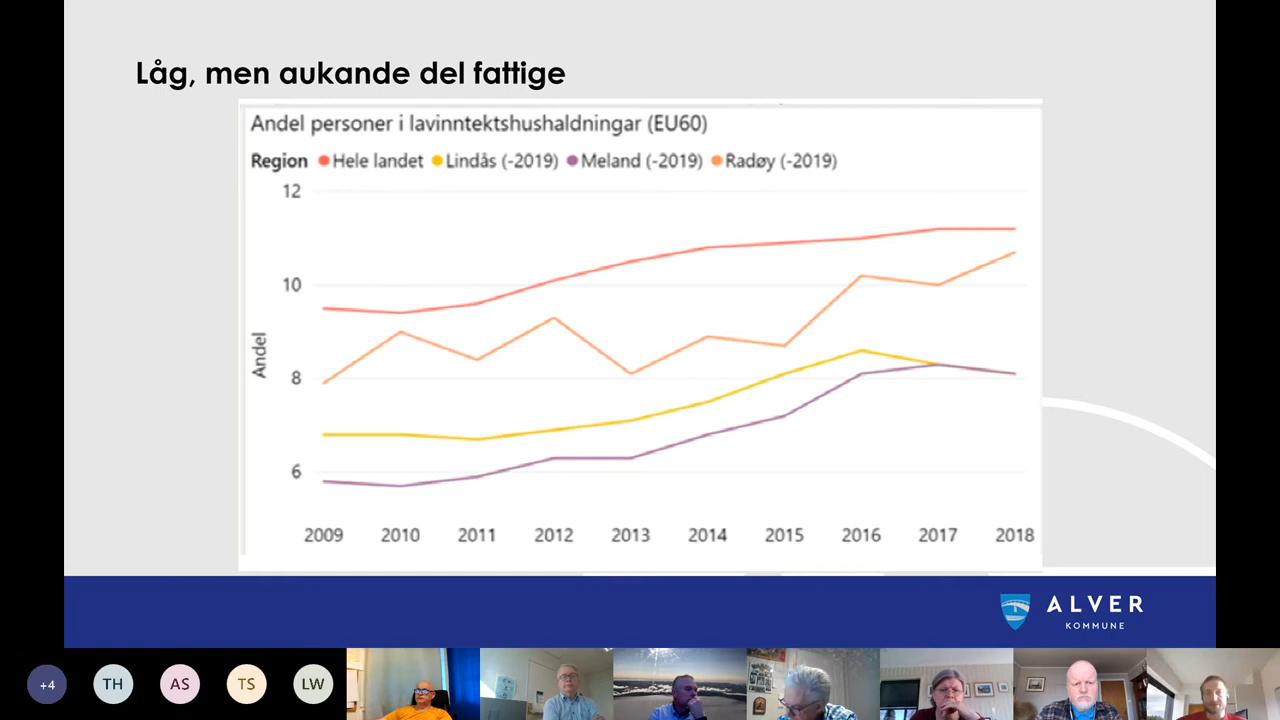 Låg, men aukande del fattige
Andel personer i lavinntektshushaldningar (EU60)
Region Hele landet Lindås (-2019) Meland (-2019) Radøy (-2019)
12
10
8
6
Andel
2009 2010 2011 2012 2013 2014 2015 2016 2017 2018
ALVER
KOMMUNE
+4 TH AS TS LW